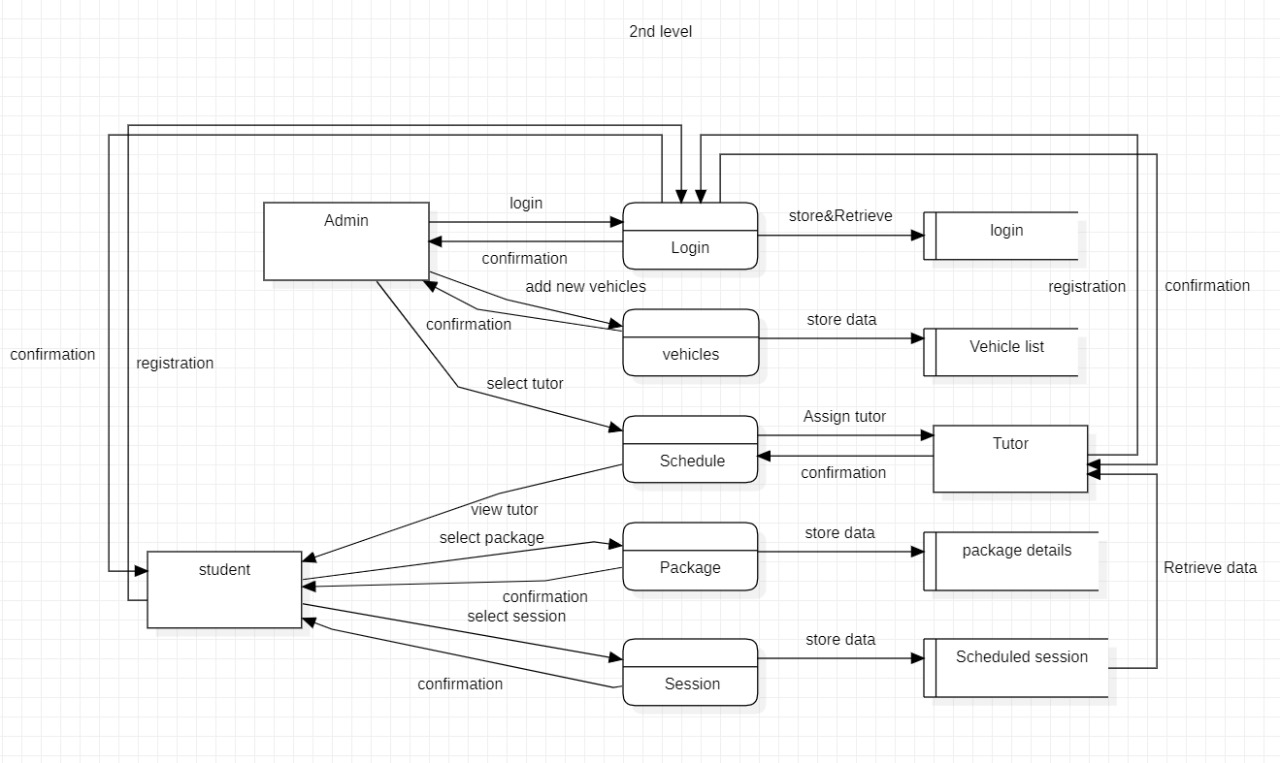 2nd level
login
Admin
store&Retrieve
login
Login
confirmation
add new vehicles
registration
confirmation
confirmation
store data
Vehicle list
vehicles
confirmation
registration
select tutor
Assign tutor
Tutor
Schedule
confirmation
view tutor
select package
store data
package details
student
Package
Retrieve data
confirmation
select session
store data
Scheduled session
Session
confirmation